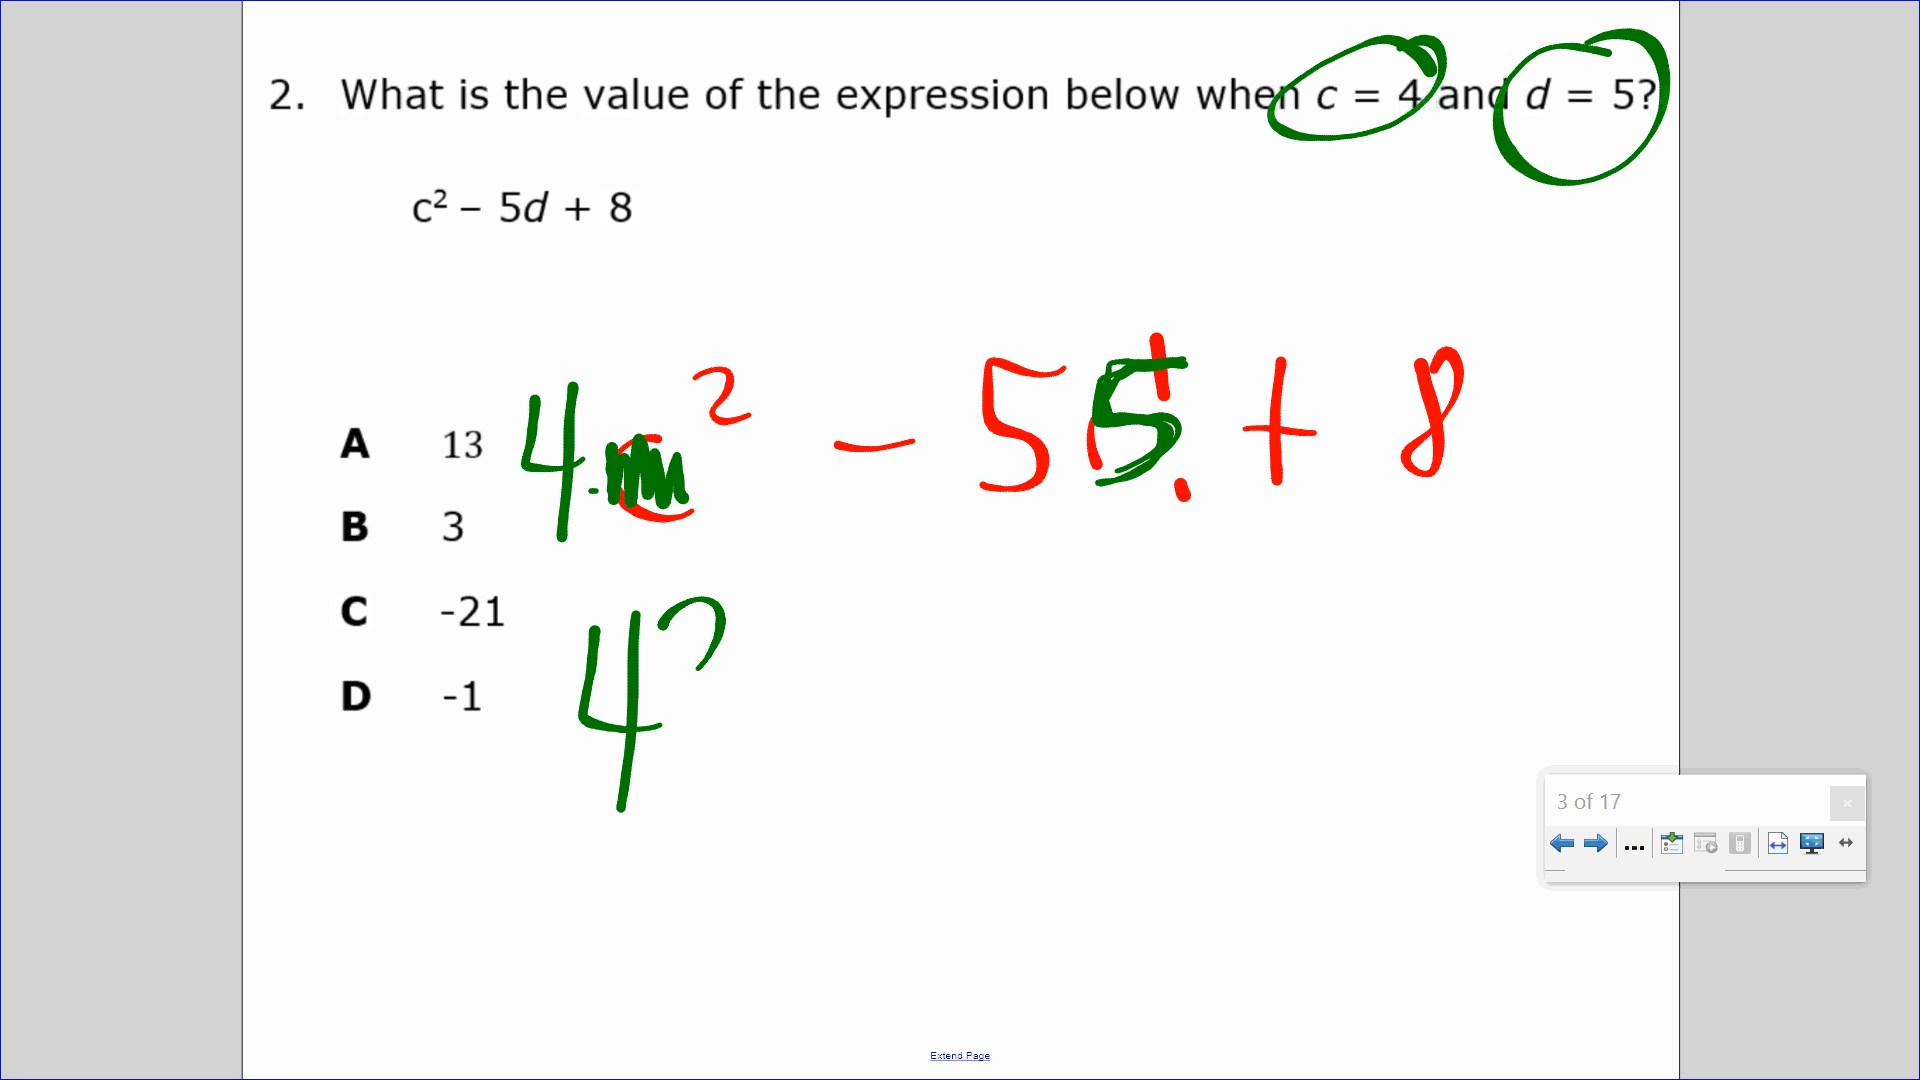 2. What is the value of the expression below when c = 4 and d = 5?
c² – 5d + 8
4 ² – 5 5 + 8
A 13
B 3
C -21
D -1
4²
3 of 17
Extend Page